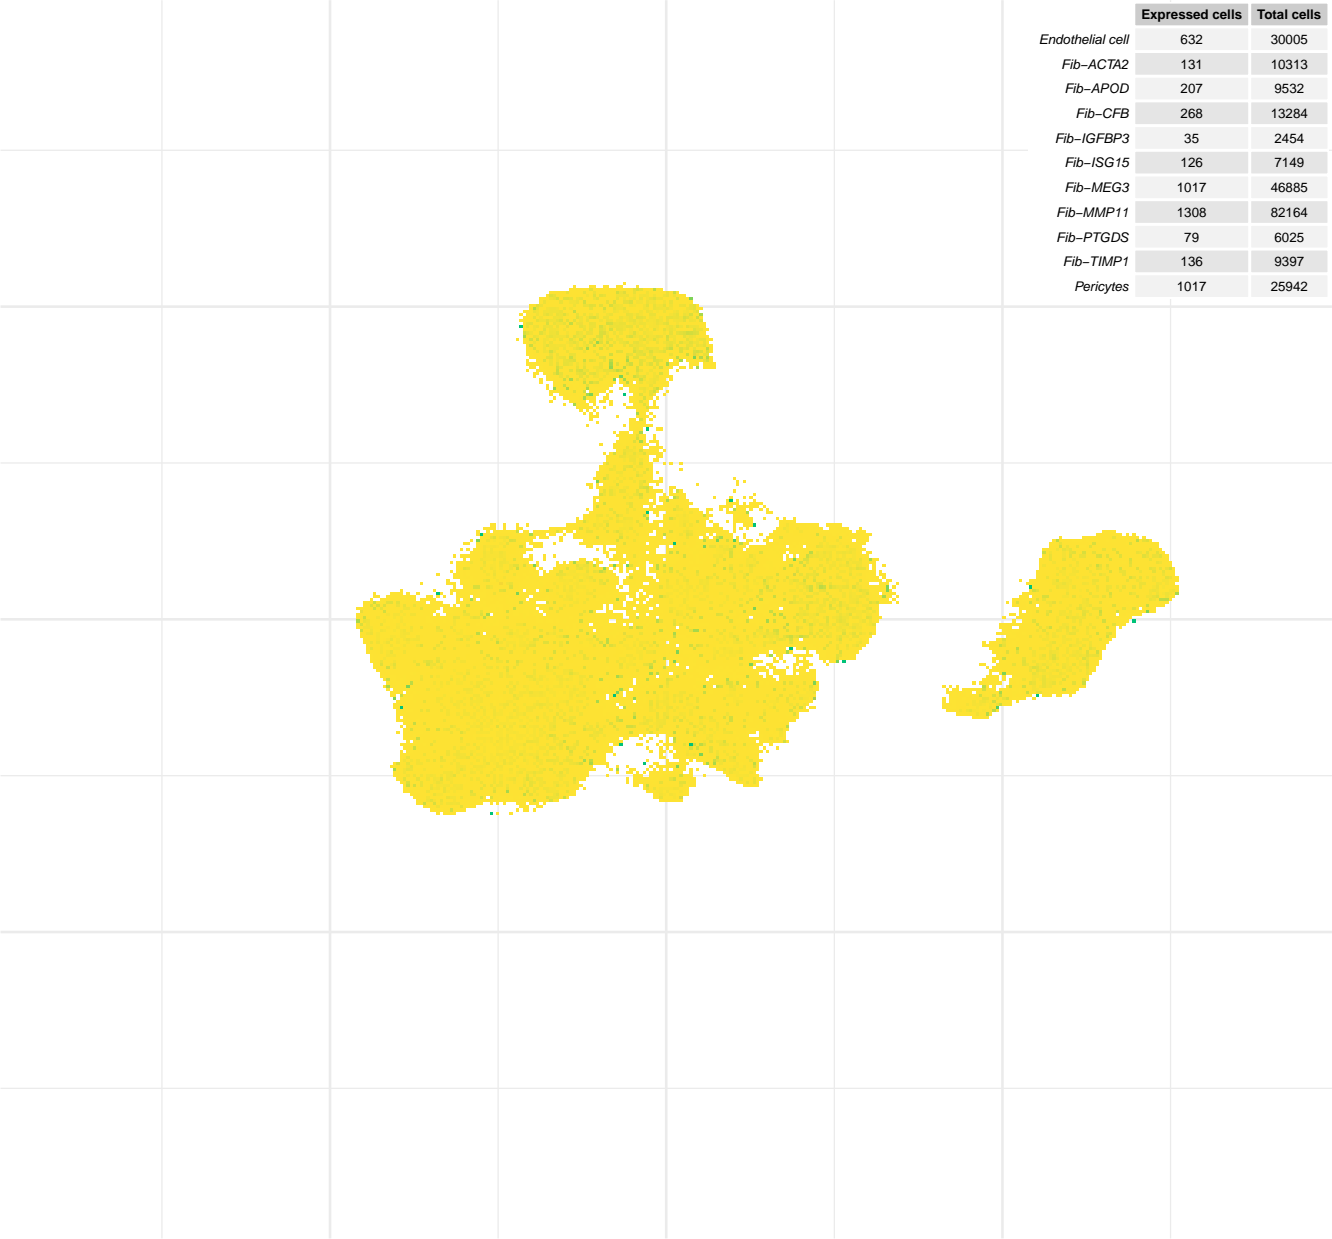 Expressed cells Total cells
Endothelial cell 632 30005
Fib−ACTA2 131 10313
Fib−APOD 207 9532
Fib−CFB 268 13284
Fib−IGFBP3 35 2454
Fib−ISG15 126 7149
Fib−MEG3 1017 46885
Fib−MMP11 1308 82164
Fib−PTGDS 79 6025
Fib−TIMP1 136 9397
Pericytes 1017 25942